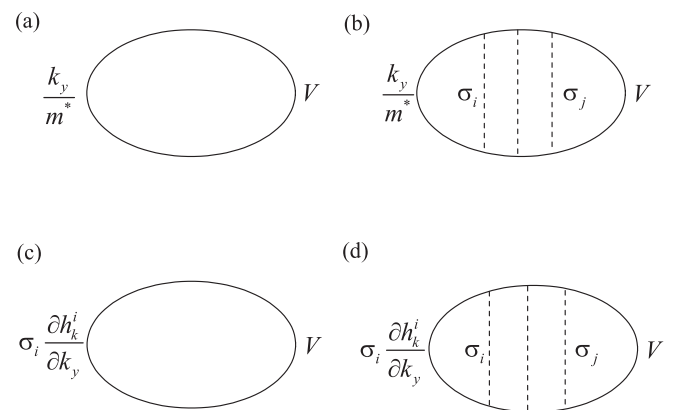 (a)
k_y / m^* V
(b)
k_y / m^* σ_i σ_j V
(c)
σ_i ∂h_k^i / ∂k_y V
(d)
σ_i ∂h_k^i / ∂k_y σ_i σ_j V